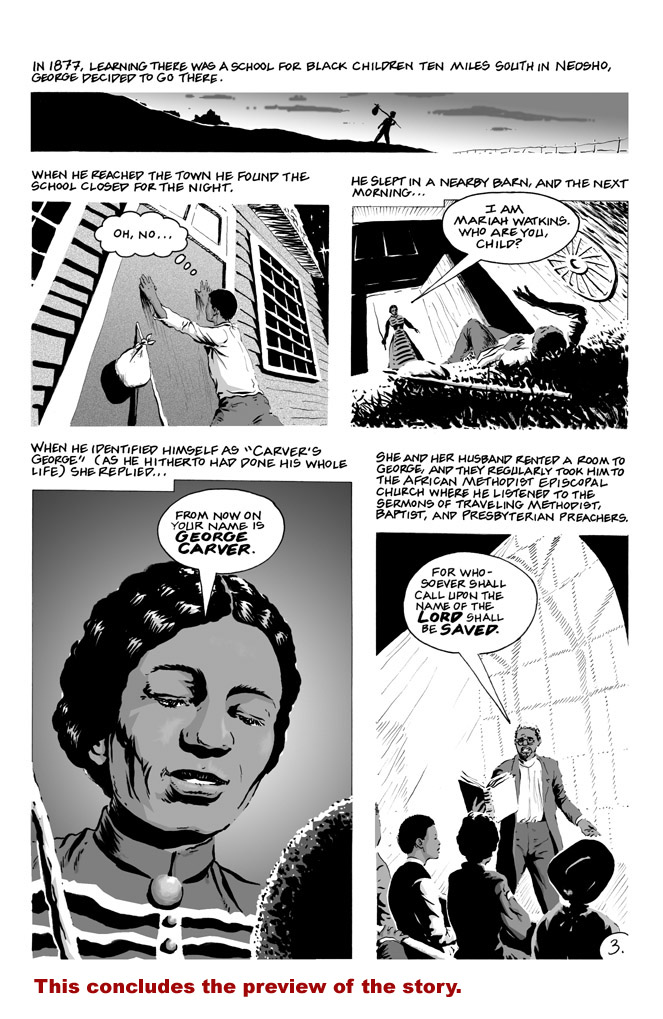 IN 1877, LEARNING THERE WAS A SCHOOL FOR BLACK CHILDREN TEN MILES SOUTH IN NEOSHO,
GEORGE DECIDED TO GO THERE.
WHEN HE REACHED THE TOWN HE FOUND THE
SCHOOL CLOSED FOR THE NIGHT.
OH, NO...
HE SLEPT IN A NEARBY BARN, AND THE NEXT
MORNING...
I AM
MARIAH WATKINS.
WHO ARE YOU,
CHILD?
WHEN HE IDENTIFIED HIMSELF AS "CARVER'S
GEORGE" (AS HE HITHERTO HAD DONE HIS WHOLE
LIFE) SHE REPLIED...
FROM NOW ON
YOUR NAME IS
GEORGE
CARVER.
SHE AND HER HUSBAND RENTED A ROOM TO
GEORGE, AND THEY REGULARLY TOOK HIM TO
THE AFRICAN METHODIST EPISCOPAL
CHURCH WHERE HE LISTENED TO THE
SERMONS OF TRAVELING METHODIST,
BAPTIST, AND PRESBYTERIAN PREACHERS.
FOR WHO-
SOEVER SHALL
CALL UPON THE
NAME OF THE
LORD SHALL
BE SAVED.
3.
This concludes the preview of the story.